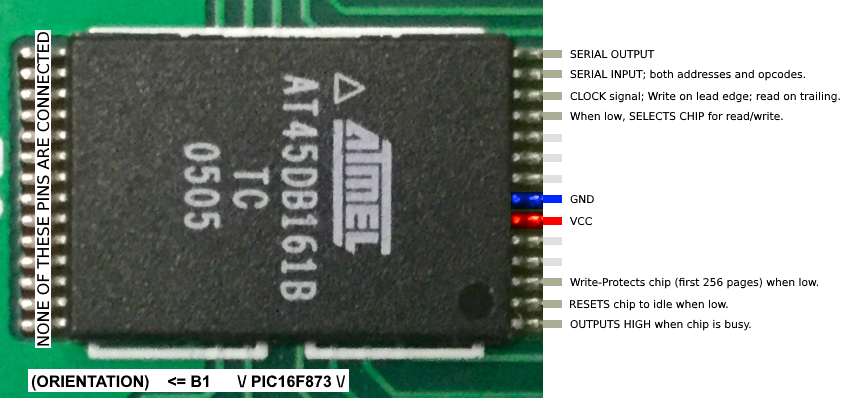 NONE OF THESE PINS ARE CONNECTED
ATMEL
AT45DB161B
TC
0505
SERIAL OUTPUT
SERIAL INPUT; both addresses and opcodes.
CLOCK signal; Write on lead edge; read on trailing.
When low, SELECTS CHIP for read/write.
GND
VCC
Write-Protects chip (first 256 pages) when low.
RESETS chip to idle when low.
OUTPUTS HIGH when chip is busy.
(ORIENTATION) <= B1 \/ PIC16F873 \/